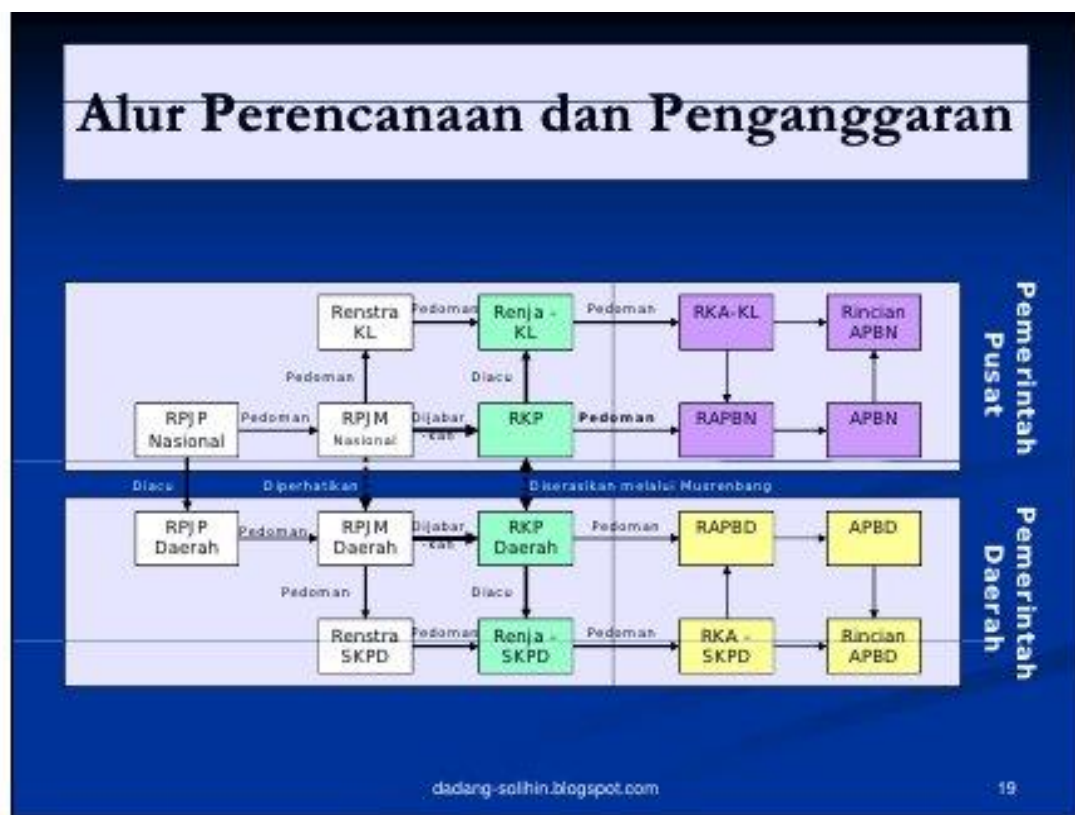 Alur Perencanaan dan Penganggaran
Renstra
KL
Pedoman
Renja -
KL
Pedoman
RKA-KL
Rincian
APBN
Pedoman
Diacu
RPJP
Nasional
Pedoman
RPJM
Nasional
Dijabar
-kan
RKP
Pedoman
RAPBN
APBN
Pemerintah
Pusat
Diacu
Diperhatikan
Diserasikan melalui Musrenbang
RPJP
Daerah
Pedoman
RPJM
Daerah
Dijabar
-kan
RKP
Daerah
Pedoman
RAPBD
APBD
Pedoman
Diacu
Renstra
SKPD
Pedoman
Renja -
SKPD
Pedoman
RKA -
SKPD
Rincian
APBD
Pemerintah
Daerah
dadang-solihin.blogspot.com
19